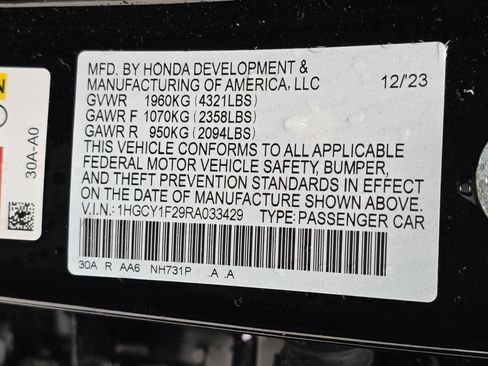 MFD. BY HONDA DEVELOPMENT &
MANUFACTURING OF AMERICA, LLC 12/23
GVWR 1960KG (4321LBS)
GAWR F 1070KG (2358LBS)
GAWR R 950KG (2094LBS)
THIS VEHICLE CONFORMS TO ALL APPLICABLE
FEDERAL MOTOR VEHICLE SAFETY, BUMPER,
AND THEFT PREVENTION STANDARDS IN EFFECT
ON THE DATE OF MANUFACTURE SHOWN ABOVE.
V.I.N.: 1HGCY1F29RA033429 TYPE: PASSENGER CAR
30A R AA6 NH731P .A .A
30A-A0